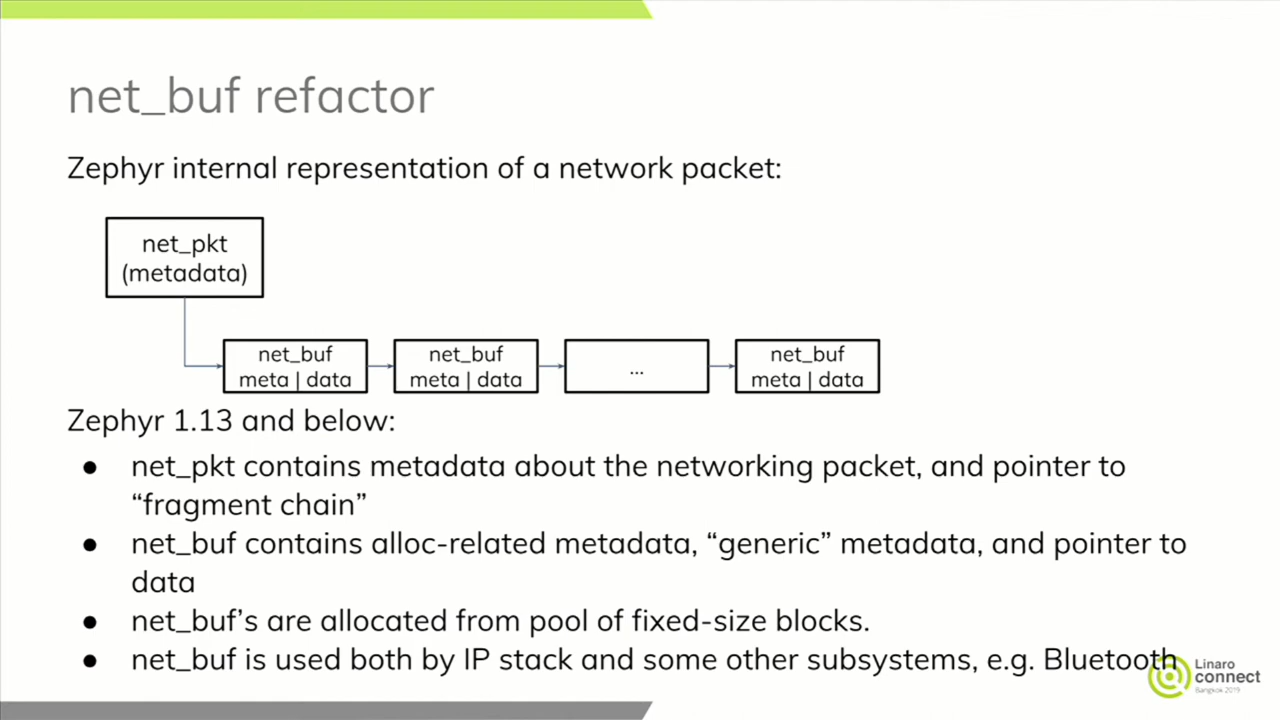 net_buf refactor
Zephyr internal representation of a network packet:
net_pkt
(metadata)
net_buf
meta | data
net_buf
meta | data
...
net_buf
meta | data
Zephyr 1.13 and below:
● net_pkt contains metadata about the networking packet, and pointer to
“fragment chain”
● net_buf contains alloc-related metadata, “generic” metadata, and pointer to
data
● net_buf’s are allocated from pool of fixed-size blocks.
● net_buf is used both by IP stack and some other subsystems, e.g. Bluetooth
Linaro
connect
Bangkok 2019